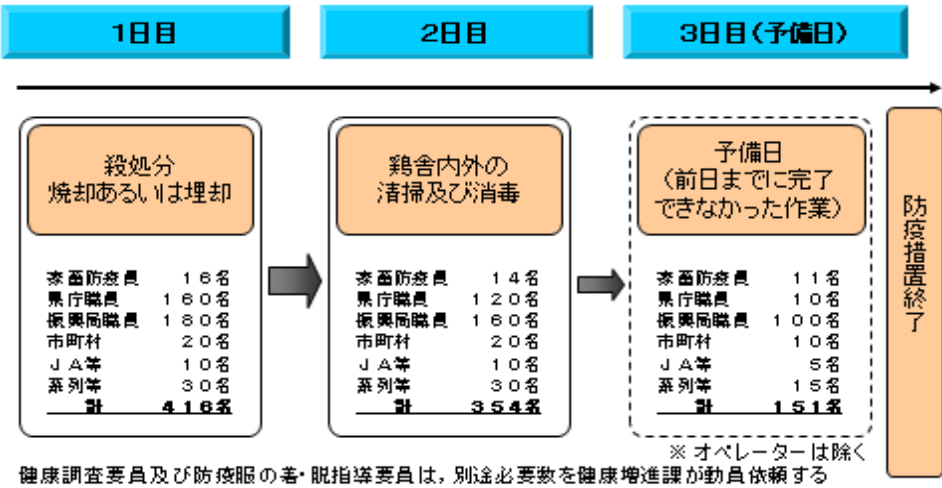 1日目
2日目
3日目(予備日)
殺処分
焼却あるいは埋却
家畜防疫員 16名
県庁職員 160名
振興局職員 180名
市町村 20名
JA等 10名
系列等 30名
計 416名
鶏舎内外の
清掃及び消毒
家畜防疫員 14名
県庁職員 120名
振興局職員 160名
市町村 20名
JA等 10名
系列等 30名
計 354名
予備日
(前日までに完了
できなかった作業)
家畜防疫員 11名
県庁職員 10名
振興局職員 100名
市町村 10名
JA等 5名
系列等 15名
計 151名
防疫措置終了
※ オペレーターは除く
健康調査要員及び防疫服の着・脱指導要員は,別途必要数を健康増進課が動員依頼する